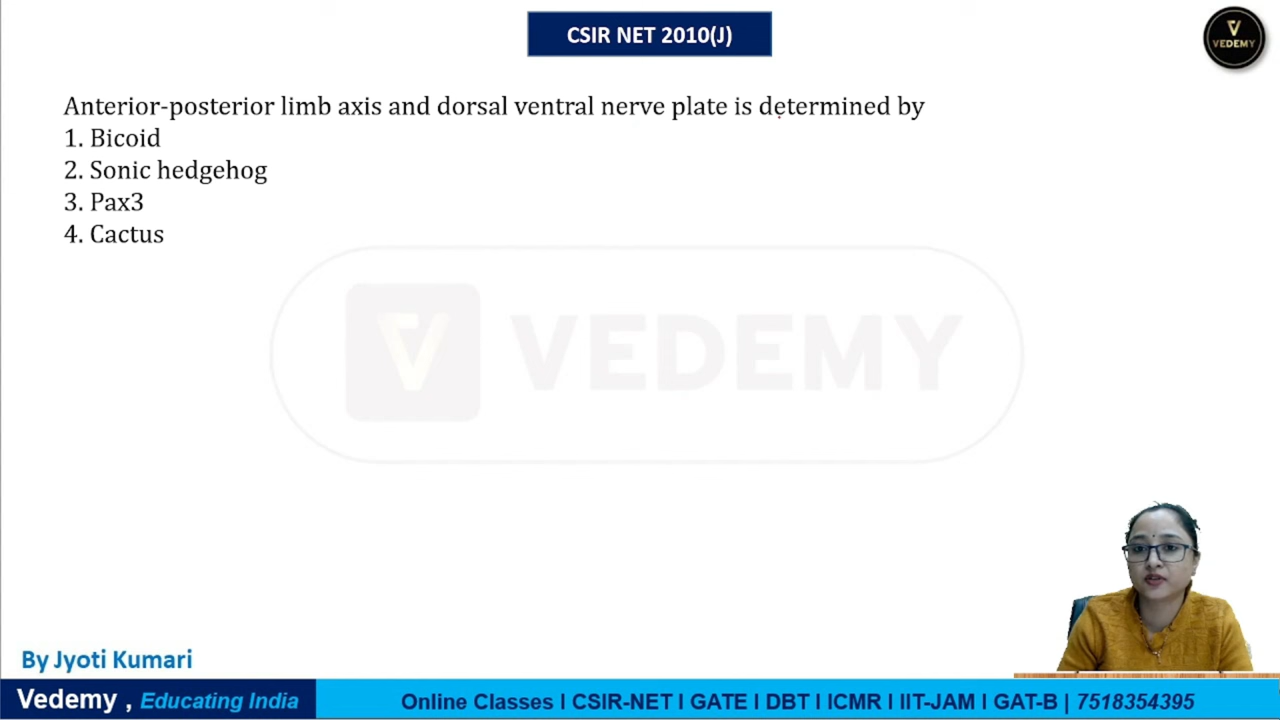 CSIR NET 2010(J)
V
VEDEMY
Anterior-posterior limb axis and dorsal ventral nerve plate is determined by
1. Bicoid
2. Sonic hedgehog
3. Pax3
4. Cactus
V VEDEMY
By Jyoti Kumari
Vedemy , Educating India
Online Classes I CSIR-NET I GATE I DBT I ICMR I IIT-JAM I GAT-B | 7518354395